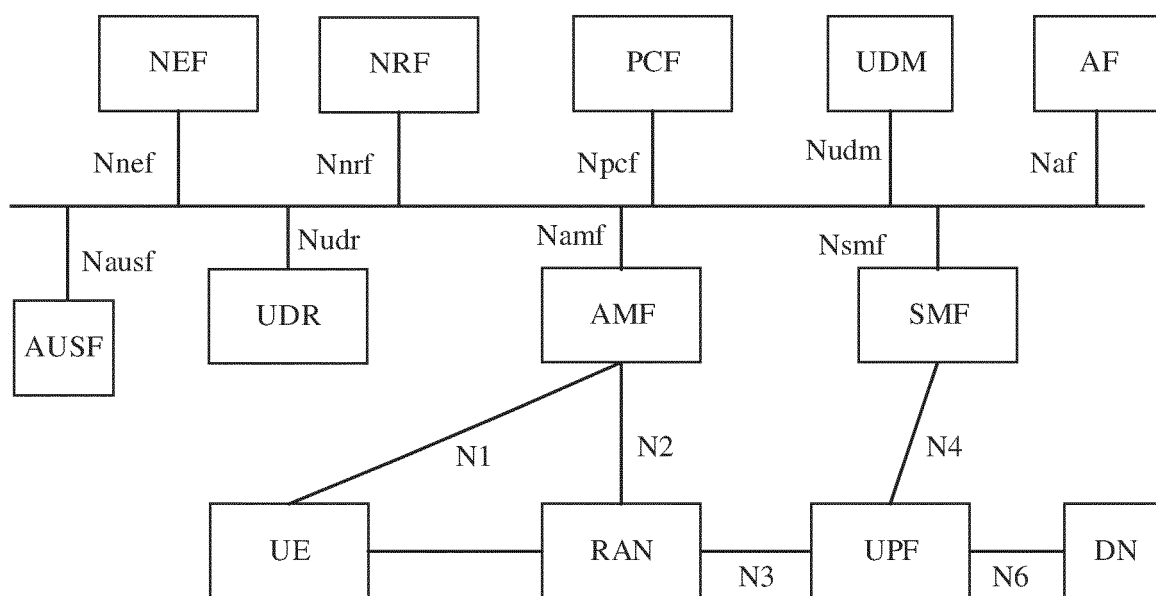 NEF
NRF
PCF
UDM
AF
Nnef
Nnrf
Npcf
Nudm
Naf
Nausf
Nudr
Namf
Nsmf
AUSF
UDR
AMF
SMF
N1
N2
N4
UE
RAN
UPF
DN
N3
N6